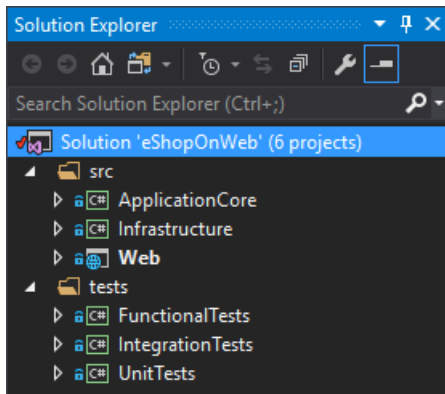 Solution Explorer
Search Solution Explorer (Ctrl+;)
Solution 'eShopOnWeb' (6 projects)
src
C# ApplicationCore
C# Infrastructure
Web
tests
C# FunctionalTests
C# IntegrationTests
C# UnitTests